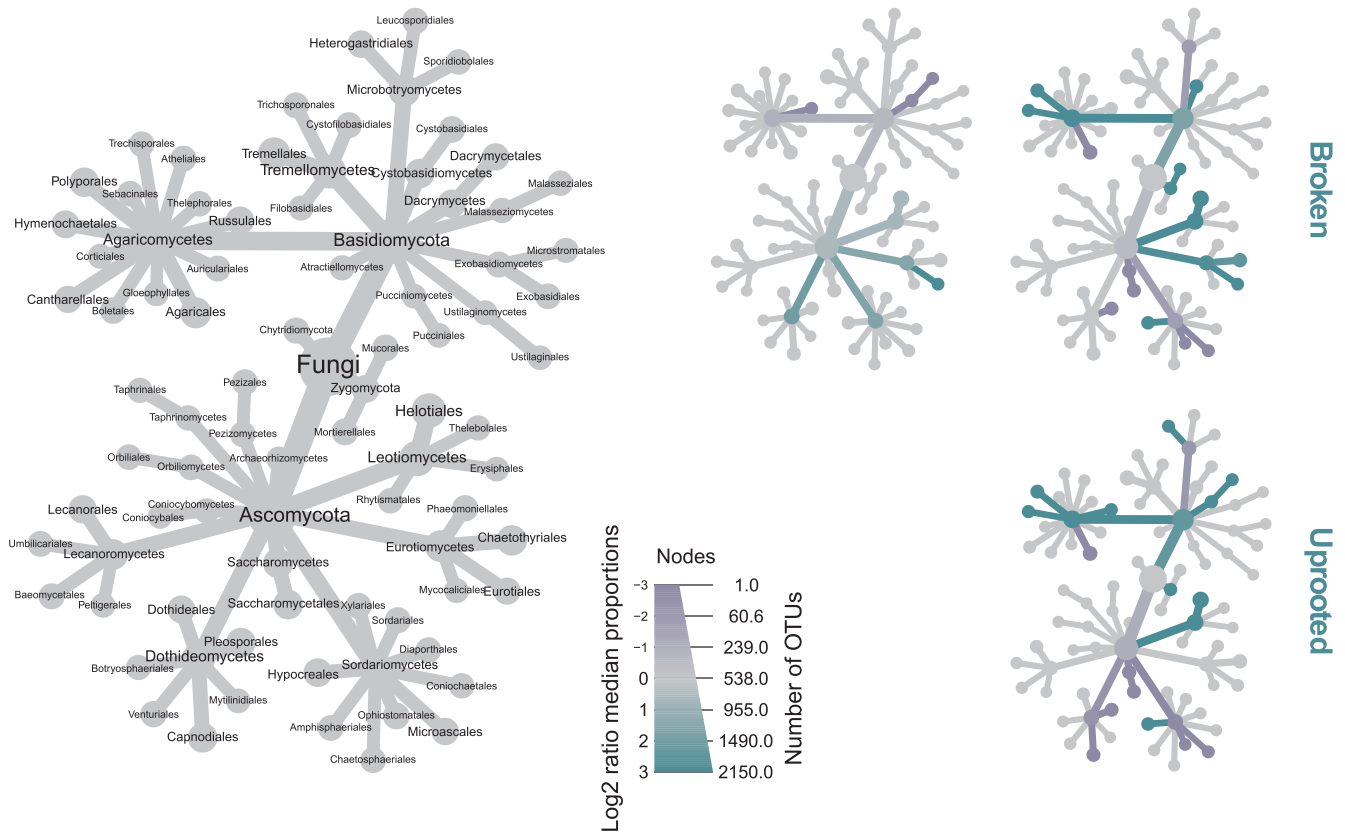 Leucosporidiales
Heterogastridiales
Sporidiobolales
Microbotryomycetes
Trichosporonales
Cystofilobasidiales
Cystobasidiales
Trechisporales
Atheliales
Tremellales
Dacrymycetales
Tremellomycetes
Cystobasidiomycetes
Polyporales
Malasseziales
Sebacinales
Thelephorales
Dacrymycetes
Filobasidiales
Malasseziomycetes
Hymenochaetales
Russulales
Agaricomycetes
Basidiomycota
Microstromatales
Corticiales
Auriculariales
Atractiellomycetes
Exobasidiomycetes
Cantharellales
Gloeophyllales
Pucciniomycetes
Exobasidiales
Boletales
Agaricales
Ustilaginomycetes
Chytridiomycota
Pucciniales
Mucorales
Ustilaginales
Fungi
Zygomycota
Taphrinales
Pezizales
Helotiales
Taphrinomycetes
Thelebolales
Pezizomycetes
Mortierellales
Orbiliales
Orbiliomycetes
Archaeorhizomycetes
Leotiomycetes
Erysiphales
Rhytismatales
Coniocybomycetes
Lecanorales
Coniocybales
Ascomycota
Phaeomoniellales
Umbilicariales
Lecanoromycetes
Eurotiomycetes
Chaetothyriales
Saccharomycetes
Baeomycetales
Peltigerales
Mycocaliciales
Eurotiales
Dothideales
Saccharomycetales
Xylariales
Sordariales
Pleosporales
Dothideomycetes
Diaporthales
Botryosphaeriales
Sordariomycetes
Hypocreales
Coniochaetales
Mytilinidiales
Venturiales
Ophiostomatales
Amphisphaeriales
Microascales
Capnodiales
Chaetosphaeriales
Nodes
Log2 ratio median proportions
Number of OTUs
−3 1.0
−2 60.6
−1 239.0
0 538.0
1 955.0
2 1490.0
3 2150.0
Broken
Uprooted